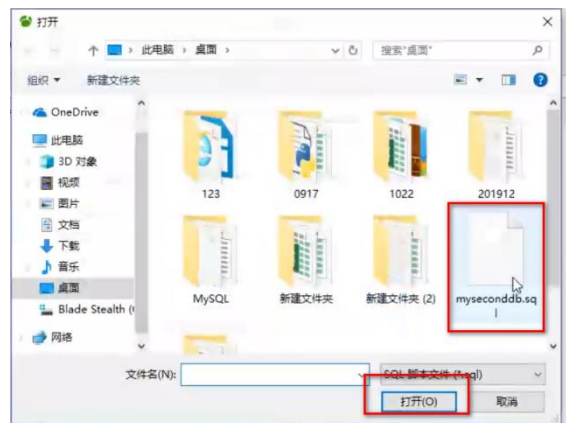 打开
此电脑 › 桌面 ›
搜索"桌面"
组织
新建文件夹
OneDrive
此电脑
3D 对象
视频
图片
文档
下载
音乐
桌面
Blade Stealth (
网络
123
0917
1022
201912
MySQL
新建文件夹
新建文件夹 (2)
myseconddb.sq
l
文件名(N):
SQL 脚本文件 (*.sql)
打开(O)
取消